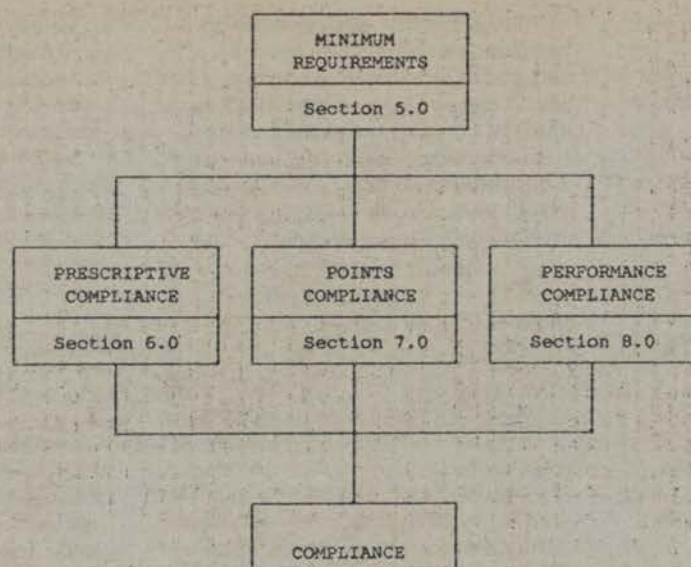 MINIMUM
REQUIREMENTS
Section 5.0
PRESCRIPTIVE
COMPLIANCE
Section 6.0
POINTS
COMPLIANCE
Section 7.0
PERFORMANCE
COMPLIANCE
Section 8.0
COMPLIANCE